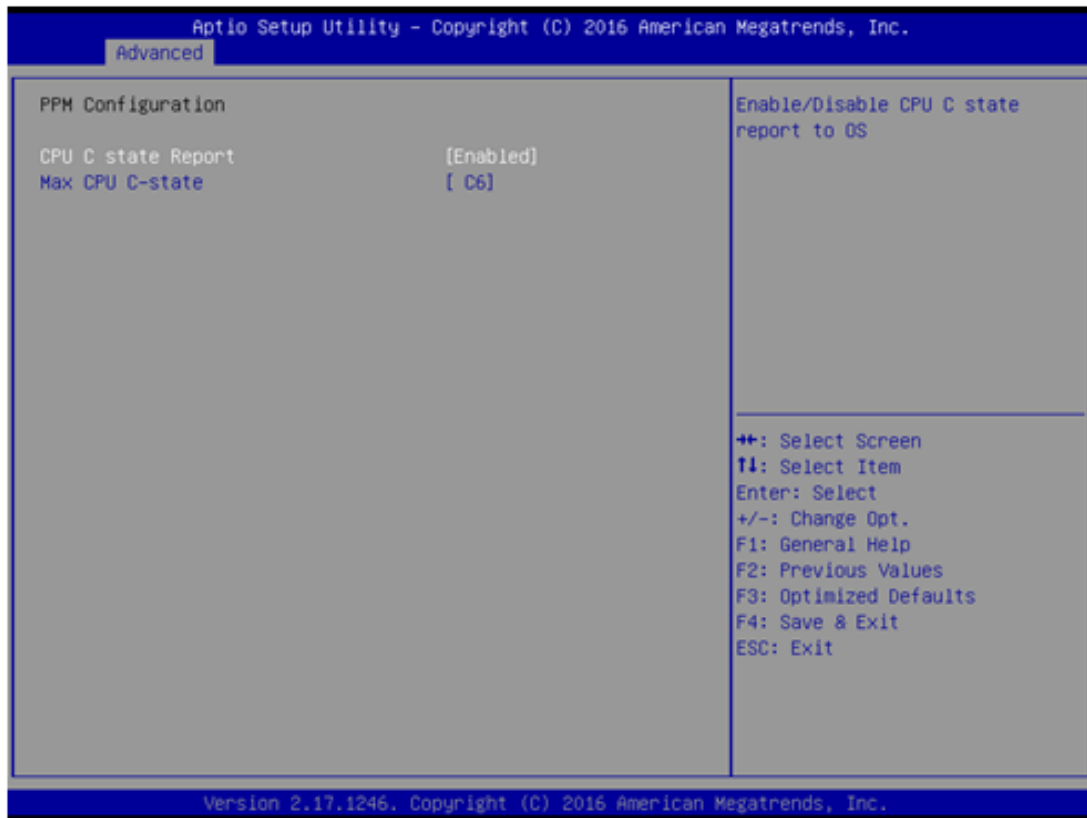 Aptio Setup Utility – Copyright (C) 2016 American Megatrends, Inc.
Advanced
PPM Configuration
CPU C state Report [Enabled]
Max CPU C-state [ C6]
Enable/Disable CPU C state
report to OS
→←: Select Screen
↑↓: Select Item
Enter: Select
+/-: Change Opt.
F1: General Help
F2: Previous Values
F3: Optimized Defaults
F4: Save & Exit
ESC: Exit
Version 2.17.1246. Copyright (C) 2016 American Megatrends, Inc.